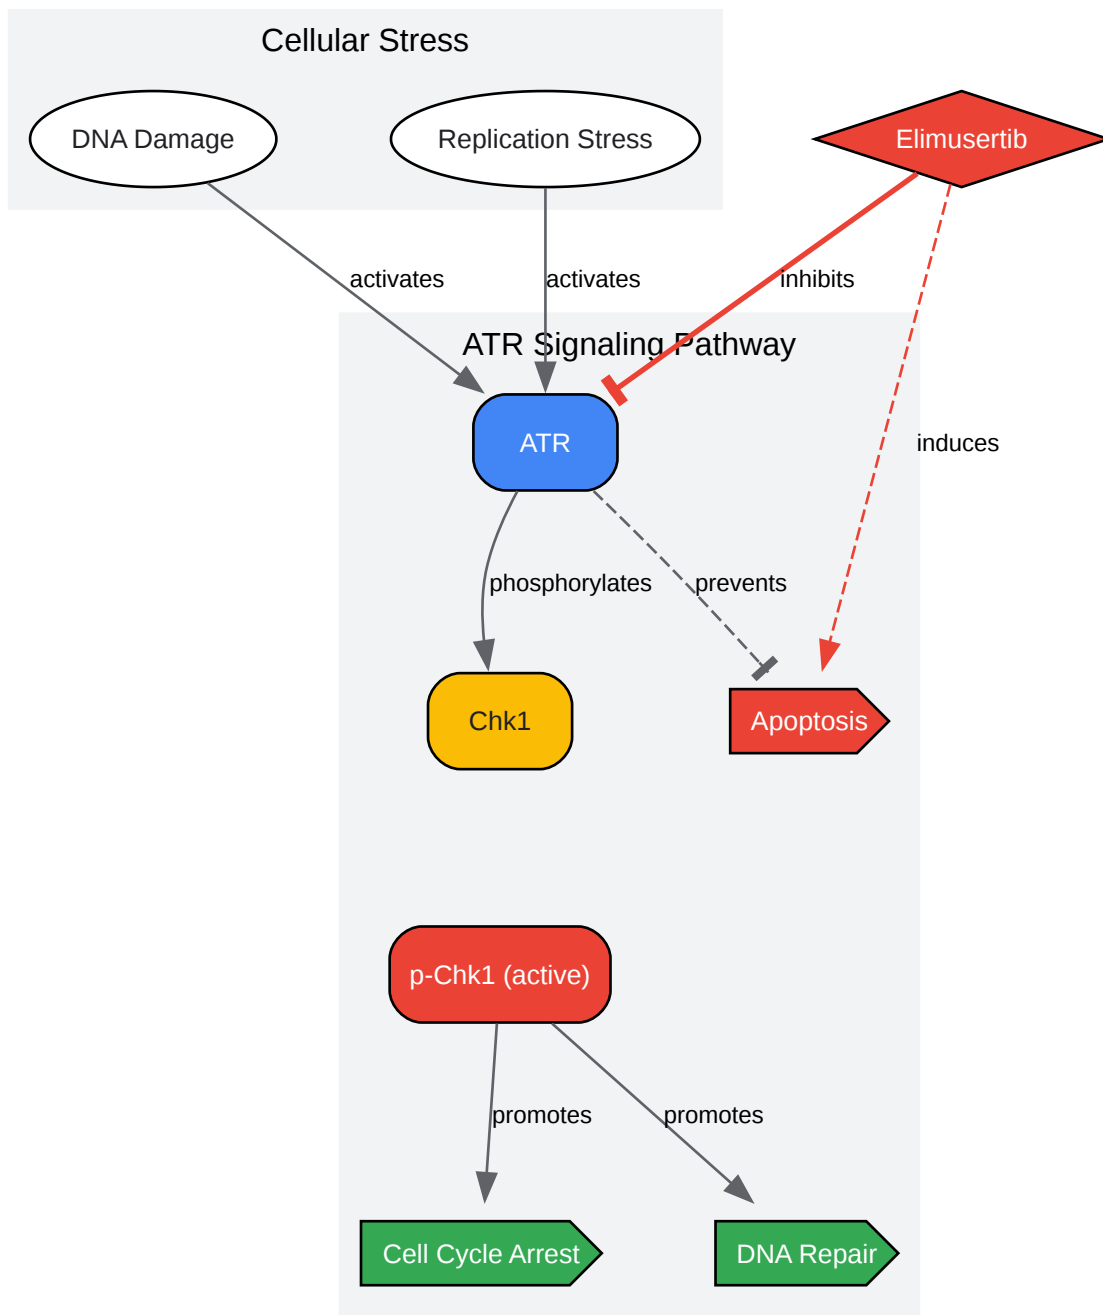 Cellular Stress
DNA Damage
Replication Stress
Elimusertib
activates
activates
inhibits
ATR Signaling Pathway
ATR
induces
phosphorylates
prevents
Chk1
Apoptosis
p-Chk1 (active)
promotes
promotes
Cell Cycle Arrest
DNA Repair